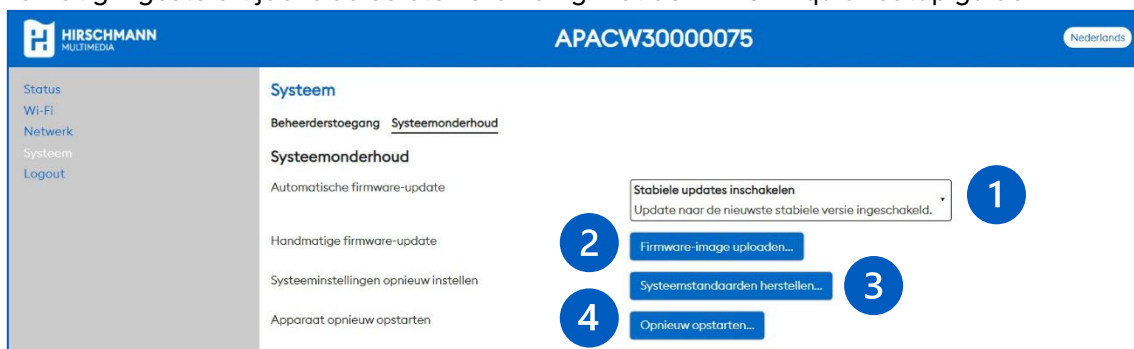 HIRSCHMANN
MULTIMEDIA
APACW30000075
Nederlands
Status
Wi-Fi
Netwerk
Systeem
Logout
Systeem
Beheerderstoegang Systeemonderhoud
Systeemonderhoud
Automatische firmware-update
Stabiele updates inschakelen
Update naar de nieuwste stabiele versie ingeschakeld.
1
Handmatige firmware-update
2
Firmware-image uploaden...
Systeeminstellingen opnieuw instellen
Systeemstandaarden herstellen...
3
Apparaat opnieuw opstarten
4
Opnieuw opstarten...